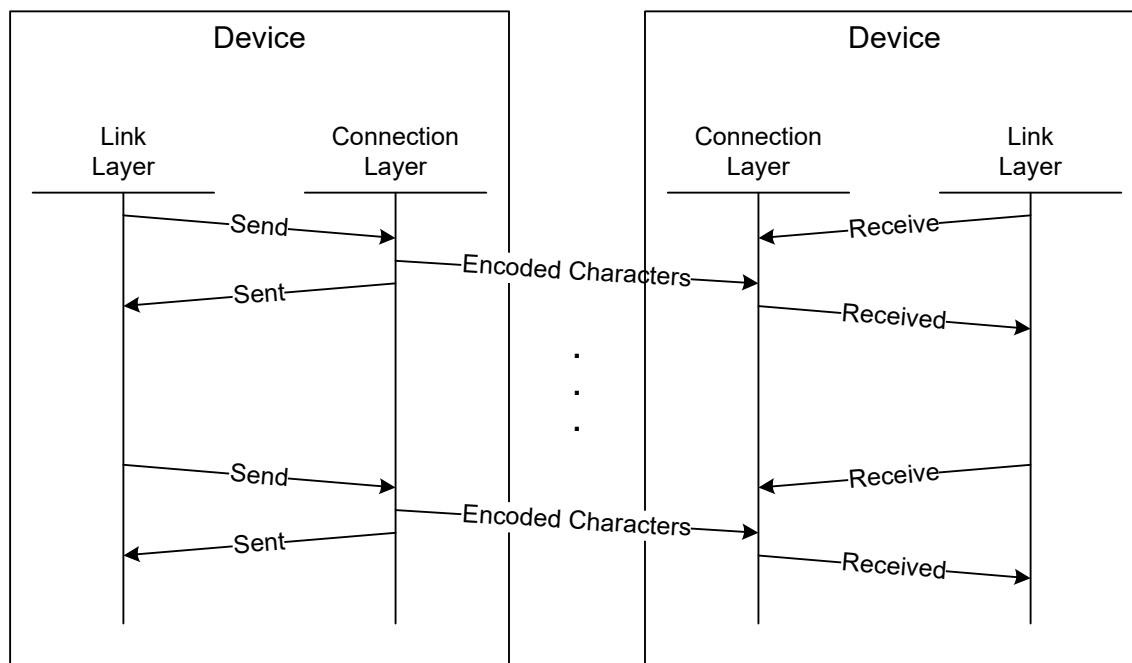 Device
Device
Link
Layer
Connection
Layer
Connection
Layer
Link
Layer
Send
Receive
Encoded Characters
Sent
Received
.
.
.
Send
Receive
Encoded Characters
Sent
Received